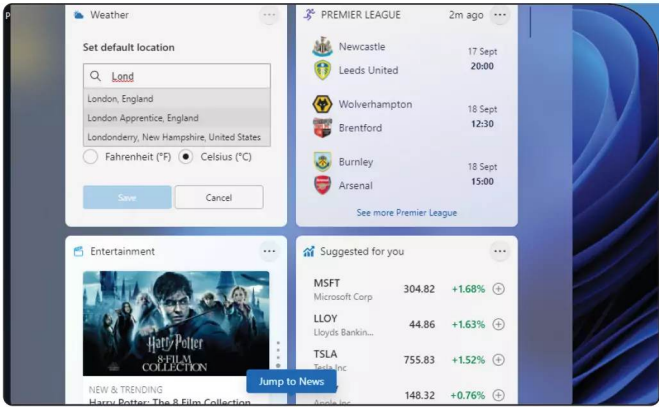 P
Weather
Set default location
Lond
London, England
London Apprentice, England
Londonderry, New Hampshire, United States
Fahrenheit (°F)
Celsius (°C)
Save
Cancel
PREMIER LEAGUE
2m ago
Newcastle
17 Sept
Leeds United
20:00
Wolverhampton
18 Sept
Brentford
12:30
Burnley
18 Sept
Arsenal
15:00
See more Premier League
Entertainment
Harry Potter
8-FILM
COLLECTION
NEW & TRENDING
Harry Potter: The 8 Film Collection
Suggested for you
MSFT
304.82 +1.68%
Microsoft Corp
LLOY
44.86 +1.63%
Lloyds Bankin...
TSLA
755.83 +1.52%
Tesla Inc
148.32 +0.76%
Apple Inc
Jump to News